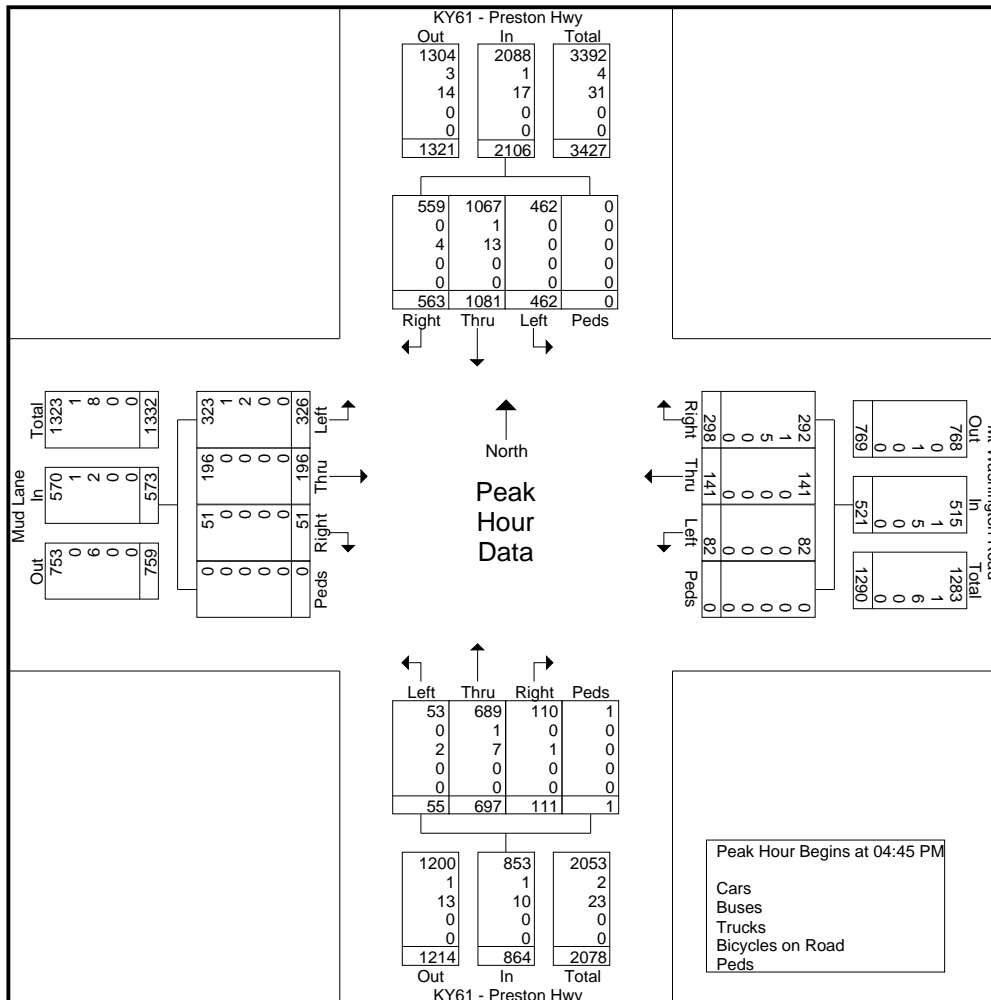 KY61 - Preston Hwy
Out In Total
1304 2088 3392
3 1 4
14 17 31
0 0 0
0 0 0
1321 2106 3427
559 1067 462 0
0 1 0 0
4 13 0 0
0 0 0 0
0 0 0 0
563 1081 462 0
Right Thru Left Peds
Mud Lane
Total
1323 1 8 0 0 1332
In
570 1 2 0 0 573
Out
753 0 6 0 0 759
323 1 2 0 0 326
Left
196 0 0 0 0 196
Thru
51 0 0 0 0 51
Right
0 0 0 0 0 0
Peds
North
Peak
Hour
Data
Right
292 1 5 0 0 298
Thru
141 0 0 0 0 141
Left
82 0 0 0 0 82
Peds
0 0 0 0 0 0
Mt Washington Road
Out
768 0 1 0 0 769
In
515 1 5 0 0 521
Total
1283 1 6 0 0 1290
Left Thru Right Peds
53 689 110 1
0 1 0 0
2 7 1 0
0 0 0 0
0 0 0 0
55 697 111 1
1200 853 2053
1 1 2
13 10 23
0 0 0
0 0 0
1214 864 2078
Out In Total
KY61 - Preston Hwy
Peak Hour Begins at 04:45 PM
Cars
Buses
Trucks
Bicycles on Road
Peds